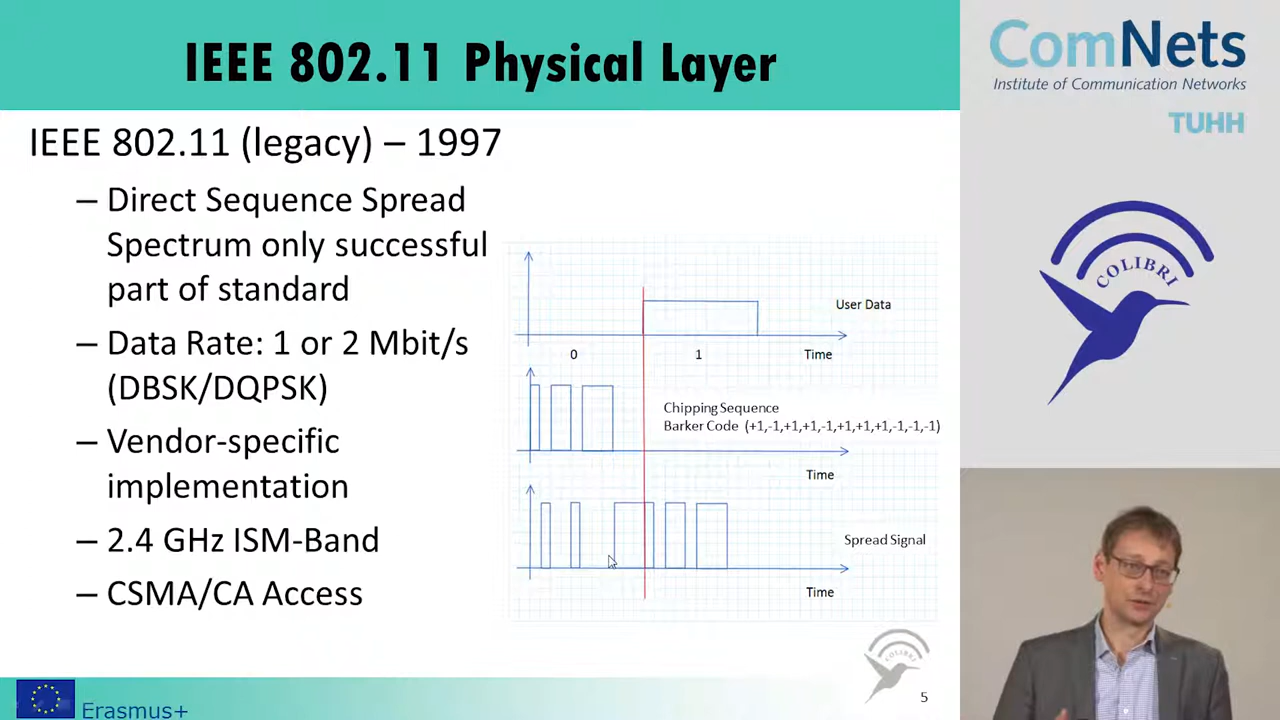 IEEE 802.11 Physical Layer
ComNets
Institute of Communication Networks
TUHH
IEEE 802.11 (legacy) – 1997
– Direct Sequence Spread
Spectrum only successful
part of standard
– Data Rate: 1 or 2 Mbit/s
(DBSK/DQPSK)
– Vendor-specific
implementation
– 2.4 GHz ISM-Band
– CSMA/CA Access
User Data
0 1 Time
Chipping Sequence
Barker Code (+1,-1,+1,+1,-1,+1,+1,+1,-1,-1,-1)
Time
Spread Signal
Time
COLIBRI
COLIBRI
Erasmus+
5